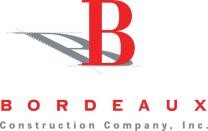 B
BORDEAUX
Construction Company, Inc.